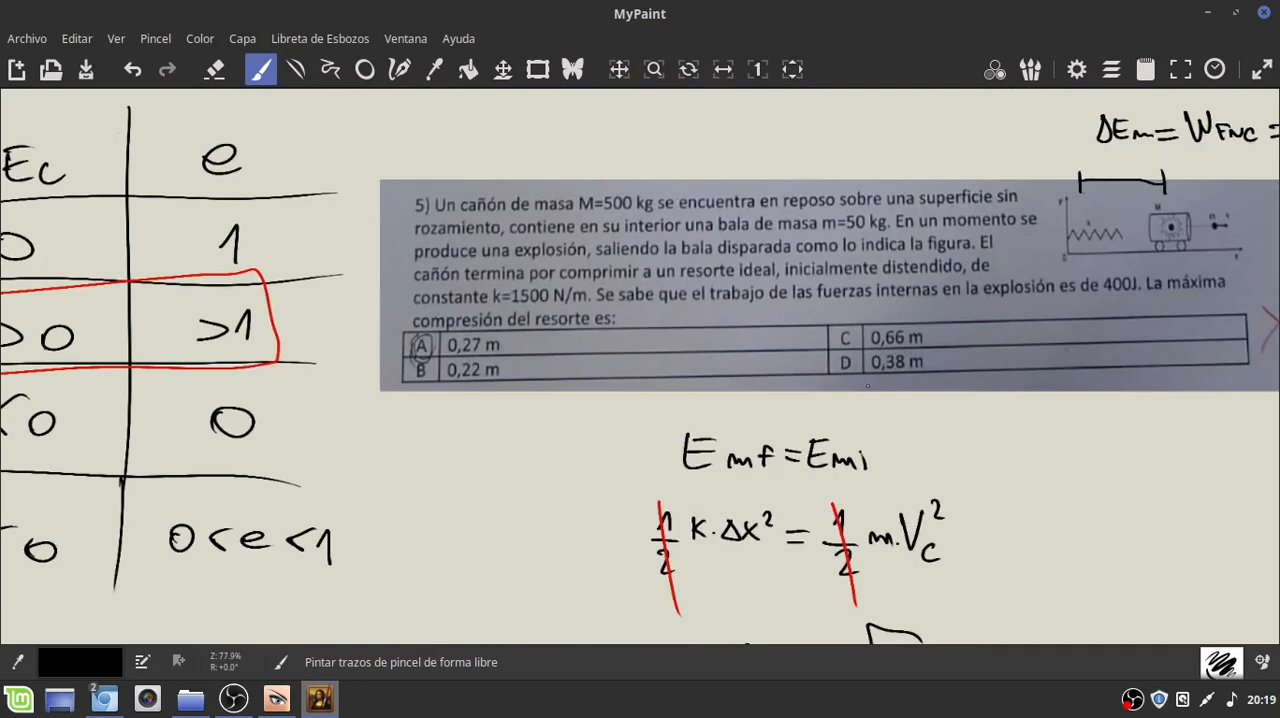 MyPaint
Archivo Editar Ver Pincel Color Capa Libreta de Esbozos Ventana Ayuda
ΔEm = WFNC =
Ec e
0 1
>0 >1
<0 0
<0 0<e<1
5) Un cañón de masa M=500 kg se encuentra en reposo sobre una superficie sin
rozamiento, contiene en su interior una bala de masa m=50 kg. En un momento se
produce una explosión, saliendo la bala disparada como lo indica la figura. El
cañón termina por comprimir a un resorte ideal, inicialmente distendido, de
constante k=1500 N/m. Se sabe que el trabajo de las fuerzas internas en la explosión es de 400J. La máxima
compresión del resorte es:
A 0,27 m C 0,66 m
B 0,22 m D 0,38 m
M
Emf = Emi
1/2 K.Δx² = 1/2 m.Vc²
Z: 77.9%
R: +0.0°
Pintar trazos de pincel de forma libre
2
20:19